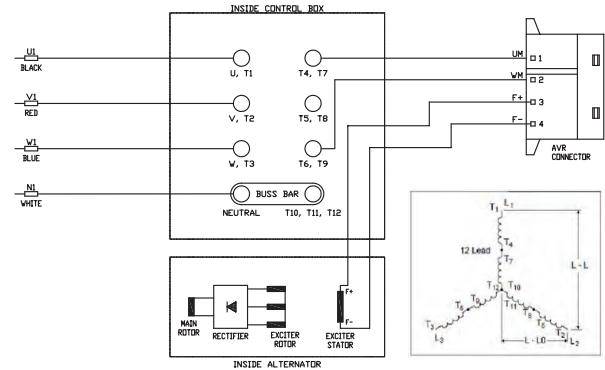 INSIDE CONTROL BOX
U1
BLACK
U, T1
T4, T7
UM
1
WM
2
V1
RED
V, T2
T5, T8
F+
3
F-
4
W1
BLUE
W, T3
T6, T9
AVR
CONNECTOR
N1
WHITE
BUSS BAR
NEUTRAL
T10, T11, T12
F+
F-
MAIN
ROTOR
RECTIFIER
EXCITER
ROTOR
EXCITER
STATOR
INSIDE ALTERNATOR
T1
L1
12 Lead
T4
T7
L - L
T12
T10
T9
T11
T6
T8
T5
T3
T2
L3
L - L0
L2